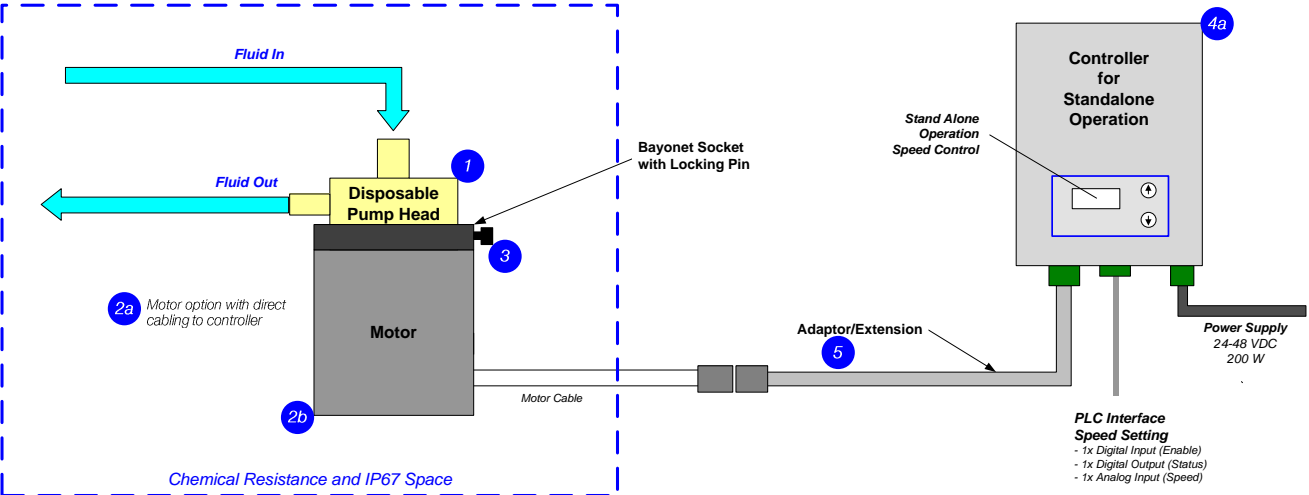 Fluid In
Fluid Out
1
Disposable
Pump Head
Bayonet Socket
with Locking Pin
3
2a
Motor option with direct
cabling to controller
Motor
2b
Motor Cable
Chemical Resistance and IP67 Space
Adaptor/Extension
5
4a
Controller
for
Standalone
Operation
Stand Alone
Operation
Speed Control
Power Supply
24-48 VDC
200 W
PLC Interface
Speed Setting
- 1x Digital Input (Enable)
- 1x Digital Output (Status)
- 1x Analog Input (Speed)